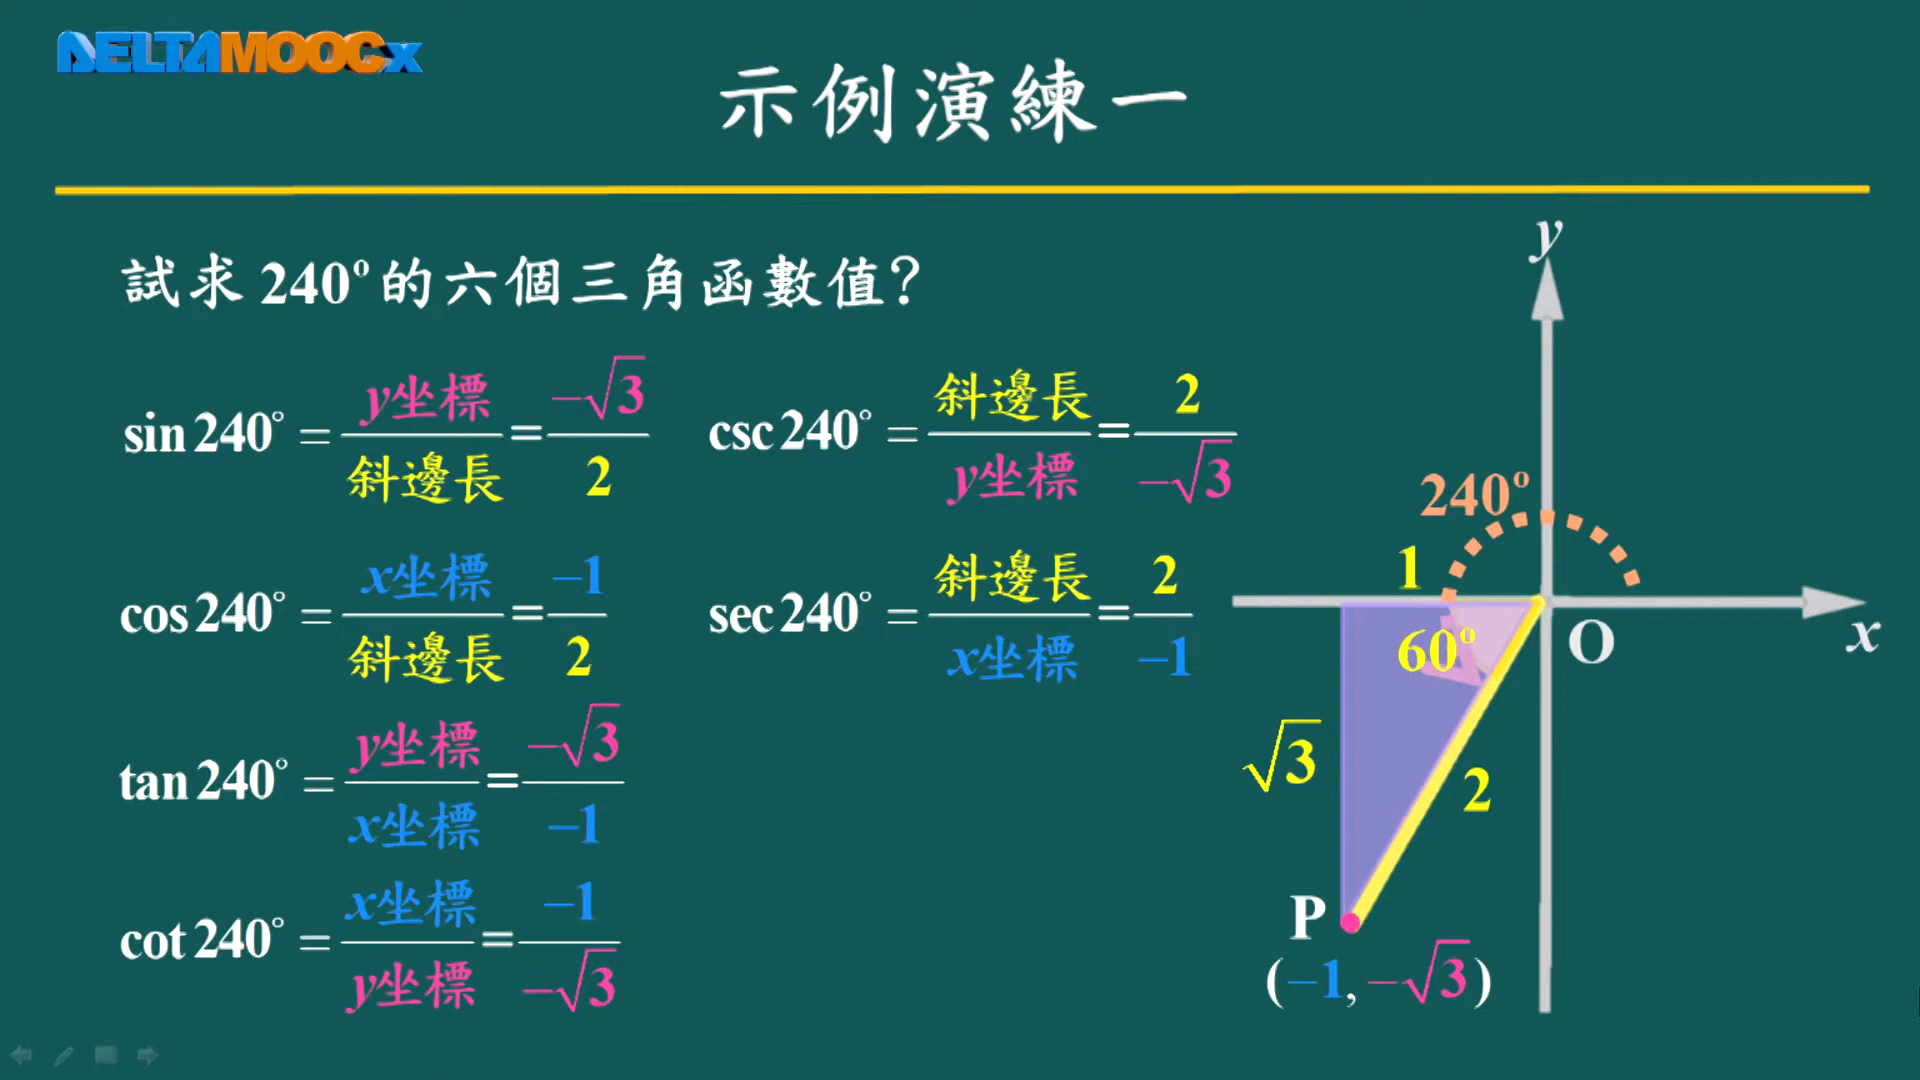 DELTAMOOCx
示例演練一
試求 240° 的六個三角函數值?
sin 240° = y坐標/斜邊長 = –√3/2
csc 240° = 斜邊長/y坐標 = 2/–√3
cos 240° = x坐標/斜邊長 = –1/2
sec 240° = 斜邊長/x坐標 = 2/–1
tan 240° = y坐標/x坐標 = –√3/–1
cot 240° = x坐標/y坐標 = –1/–√3
y
240°
1
60°
O
x
√3
2
P
(–1, –√3)